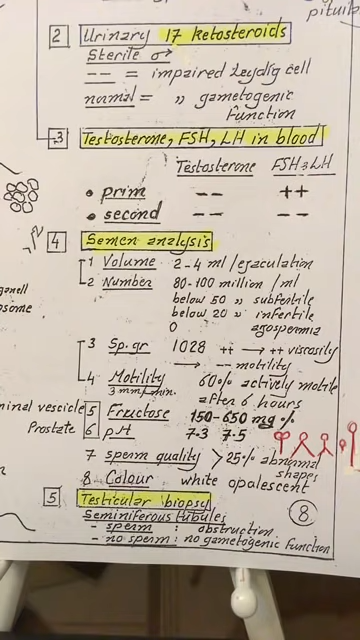 pituit
2 Urinary 17 ketosteroids
Sterile ♂
-- = impaired Leydig cell
normal = ,, gametogenic
function
3 Testosterone, FSH, LH in blood
Testosterone FSH & LH
• prim -- ++
• second -- --
4 Semen analysis
1 Volume 2-4 ml/ejaculation
2 Number 80-100 million/ml
below 50 ,, subfertile
below 20 ,, infertile
0 azospermia
3 Sp.gr 1028 ++ → ++ viscosity
→ -- motility
4 Motility 60% actively motile
3 mm/min. after 6 hours
minal vescicle 5 Fructose 150-650 mg %
Prostate 6 pH 7.3 7.5
7 sperm quality > 25% abnormal
shapes
8 Colour white opalescent
5 Testicular biopsy
Seminiferous tubules
- sperm : obstruction
- no sperm : no gametogenic function
8